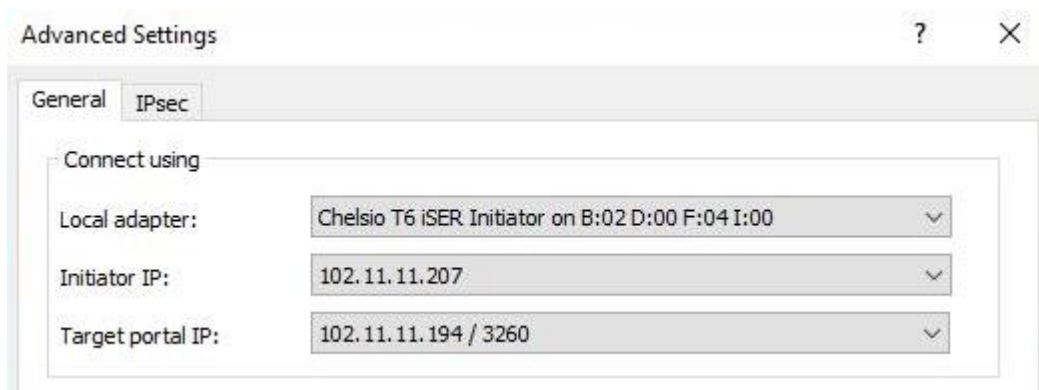 Advanced Settings ? X
General IPsec
Connect using
Local adapter: Chelsio T6 iSER Initiator on B:02 D:00 F:04 I:00
Initiator IP: 102.11.11.207
Target portal IP: 102.11.11.194 / 3260